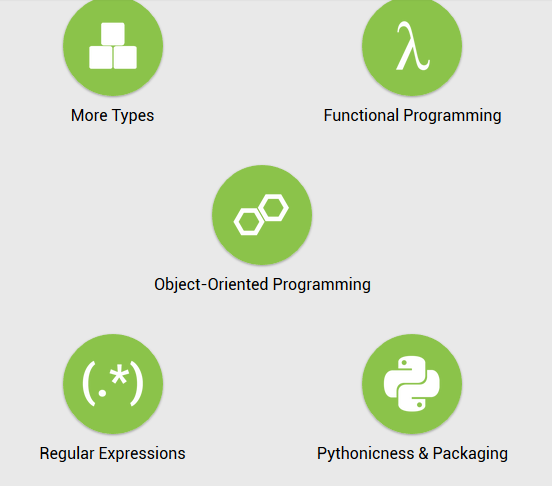 λ
More Types
Functional Programming
Object-Oriented Programming
(.*)
Regular Expressions
Pythonicness & Packaging